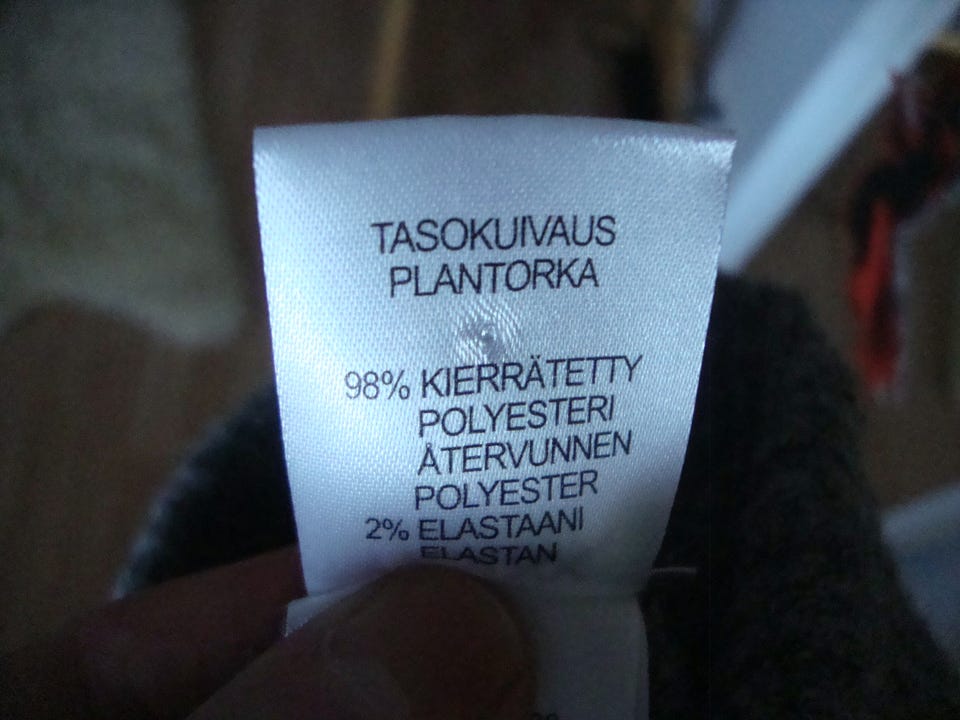 TASOKUIVAUS
PLANTORKA
98% KIERRÄTETTY
POLYESTERI
ÅTERVUNNEN
POLYESTER
2% ELASTAANI
ELASTAN